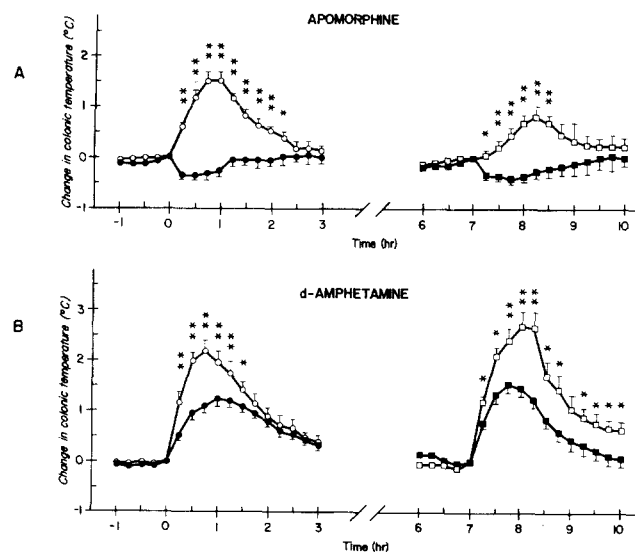 APOMORPHINE
A
Change in colonic temperature (°C)
2
1
0
-1
-1 0 1 2 3 6 7 8 9 10
Time (hr)
d-AMPHETAMINE
B
Change in colonic temperature (°C)
3
2
1
0
-1
-1 0 1 2 3 6 7 8 9 10
Time (hr)